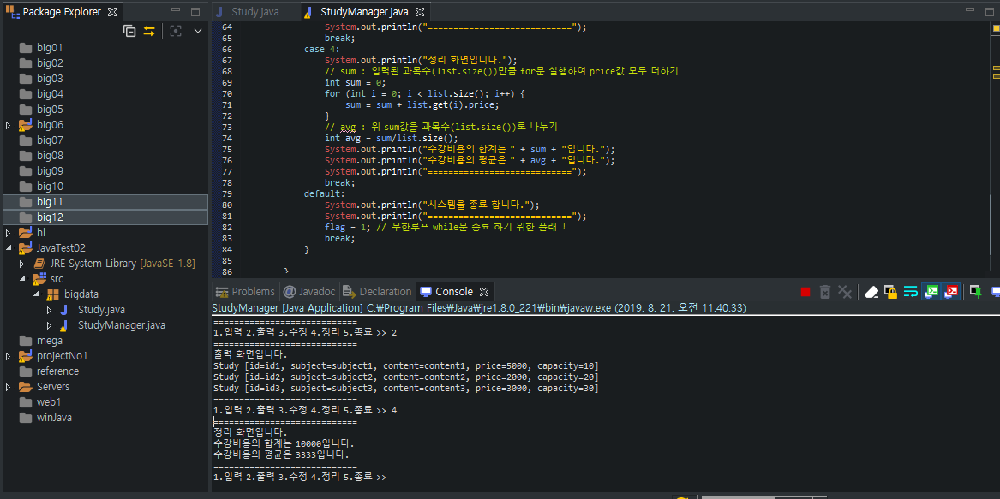 Package Explorer
Study.java
StudyManager.java
big01
big02
big03
big04
big05
big06
big07
big08
big09
big10
big11
big12
hl
JavaTest02
JRE System Library [JavaSE-1.8]
src
bigdata
Study.java
StudyManager.java
mega
projectNo1
reference
Servers
web1
winJava
64 System.out.println("============================");
65 break;
66 case 4:
67 System.out.println("정리 화면입니다.");
68 // sum : 입력된 과목수(list.size())만큼 for문 실행하여 price값 모두 더하기
69 int sum = 0;
70 for (int i = 0; i < list.size(); i++) {
71 sum = sum + list.get(i).price;
72 }
73 // avg : 위 sum값을 과목수(list.size())로 나누기
74 int avg = sum/list.size();
75 System.out.println("수강비용의 합계는 " + sum + "입니다.");
76 System.out.println("수강비용의 평균은 " + avg + "입니다.");
77 System.out.println("============================");
78 break;
79 default:
80 System.out.println("시스템을 종료 합니다.");
81 System.out.println("============================");
82 flag = 1; // 무한루프 while문 종료 하기 위한 플래그
83 break;
84 }
85
86 }
Problems @ Javadoc Declaration Console
StudyManager [Java Application] C:₩Program Files₩Java₩jre1.8.0_221₩bin₩javaw.exe (2019. 8. 21. 오전 11:40:33)
============================
1.입력 2.출력 3.수정 4.정리 5.종료 >> 2
============================
출력 화면입니다.
Study [id=id1, subject=subject1, content=content1, price=5000, capacity=10]
Study [id=id2, subject=subject2, content=content2, price=2000, capacity=20]
Study [id=id3, subject=subject3, content=content3, price=3000, capacity=30]
============================
1.입력 2.출력 3.수정 4.정리 5.종료 >> 4
============================
정리 화면입니다.
수강비용의 합계는 10000입니다.
수강비용의 평균은 3333입니다.
============================
1.입력 2.출력 3.수정 4.정리 5.종료 >>